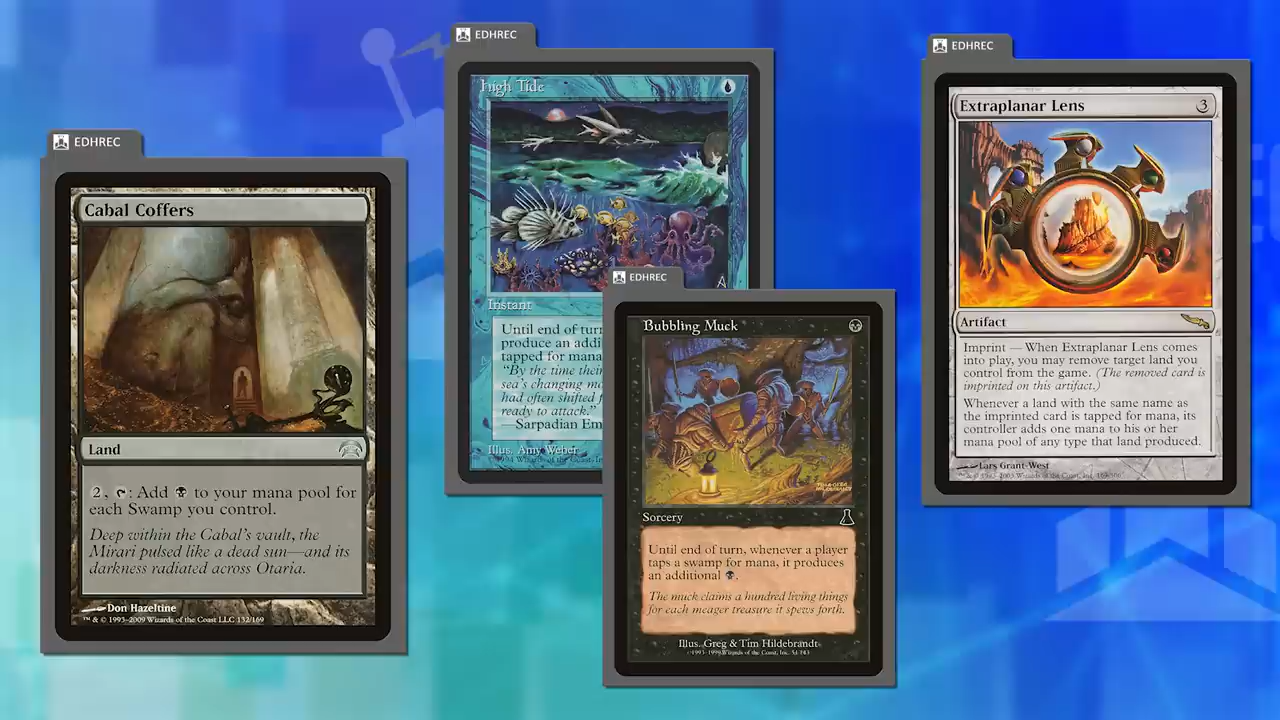 EDHREC
Cabal Coffers
Land
2, : Add to your mana pool for
each Swamp you control.
Deep within the Cabal's vault, the
Mirari pulsed like a dead sun—and its
darkness radiated across Otaria.
Don Hazeltine
™ & © 1993–2009 Wizards of the Coast LLC 132/169
EDHREC
High Tide
Instant
Until end of turn
produce an addi
tapped for mana
"By the time their
sea's changing mo
had often shifted f
ready to attack."
—Sarpadian Em
Illus. Amy Weber
EDHREC
Bubbling Muck
Sorcery
Until end of turn, whenever a player
taps a swamp for mana, it produces
an additional .
The muck claims a hundred living things
for each meager treasure it spews forth.
Illus. Greg & Tim Hildebrandt
EDHREC
Extraplanar Lens 3
Artifact
Imprint — When Extraplanar Lens comes
into play, you may remove target land you
control from the game. (The removed card is
imprinted on this artifact.)
Whenever a land with the same name as
the imprinted card is tapped for mana, its
controller adds one mana to his or her
mana pool of any type that land produced.
Lars Grant-West